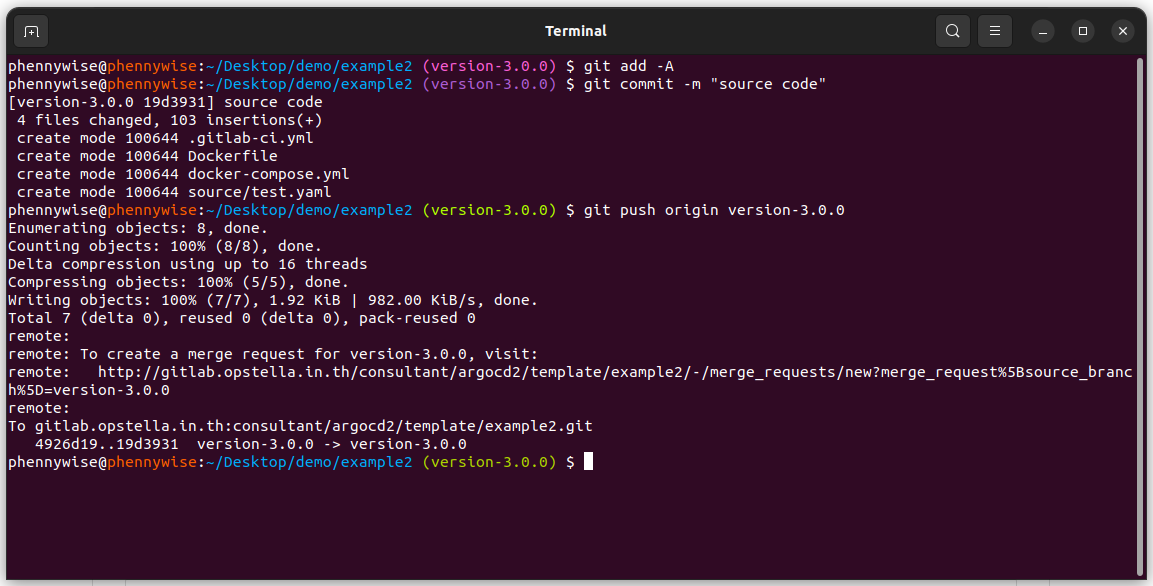 Terminal
phennywise@phennywise:~/Desktop/demo/example2 (version-3.0.0) $ git add -A
phennywise@phennywise:~/Desktop/demo/example2 (version-3.0.0) $ git commit -m "source code"
[version-3.0.0 19d3931] source code
 4 files changed, 103 insertions(+)
 create mode 100644 .gitlab-ci.yml
 create mode 100644 Dockerfile
 create mode 100644 docker-compose.yml
 create mode 100644 source/test.yaml
phennywise@phennywise:~/Desktop/demo/example2 (version-3.0.0) $ git push origin version-3.0.0
Enumerating objects: 8, done.
Counting objects: 100% (8/8), done.
Delta compression using up to 16 threads
Compressing objects: 100% (5/5), done.
Writing objects: 100% (7/7), 1.92 KiB | 982.00 KiB/s, done.
Total 7 (delta 0), reused 0 (delta 0), pack-reused 0
remote:
remote: To create a merge request for version-3.0.0, visit:
remote:   http://gitlab.opstella.in.th/consultant/argocd2/template/example2/-/merge_requests/new?merge_request%5Bsource_branc
h%5D=version-3.0.0
remote:
To gitlab.opstella.in.th:consultant/argocd2/template/example2.git
   4926d19..19d3931  version-3.0.0 -> version-3.0.0
phennywise@phennywise:~/Desktop/demo/example2 (version-3.0.0) $